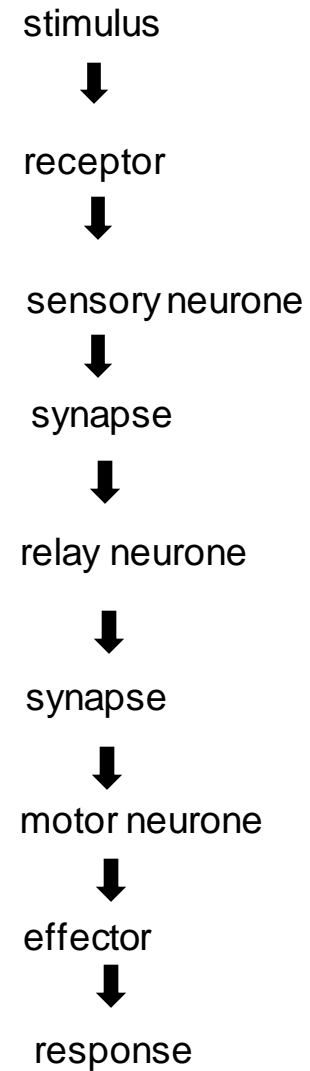 stimulus
receptor
sensory neurone
synapse
relay neurone
synapse
motor neurone
effector
response